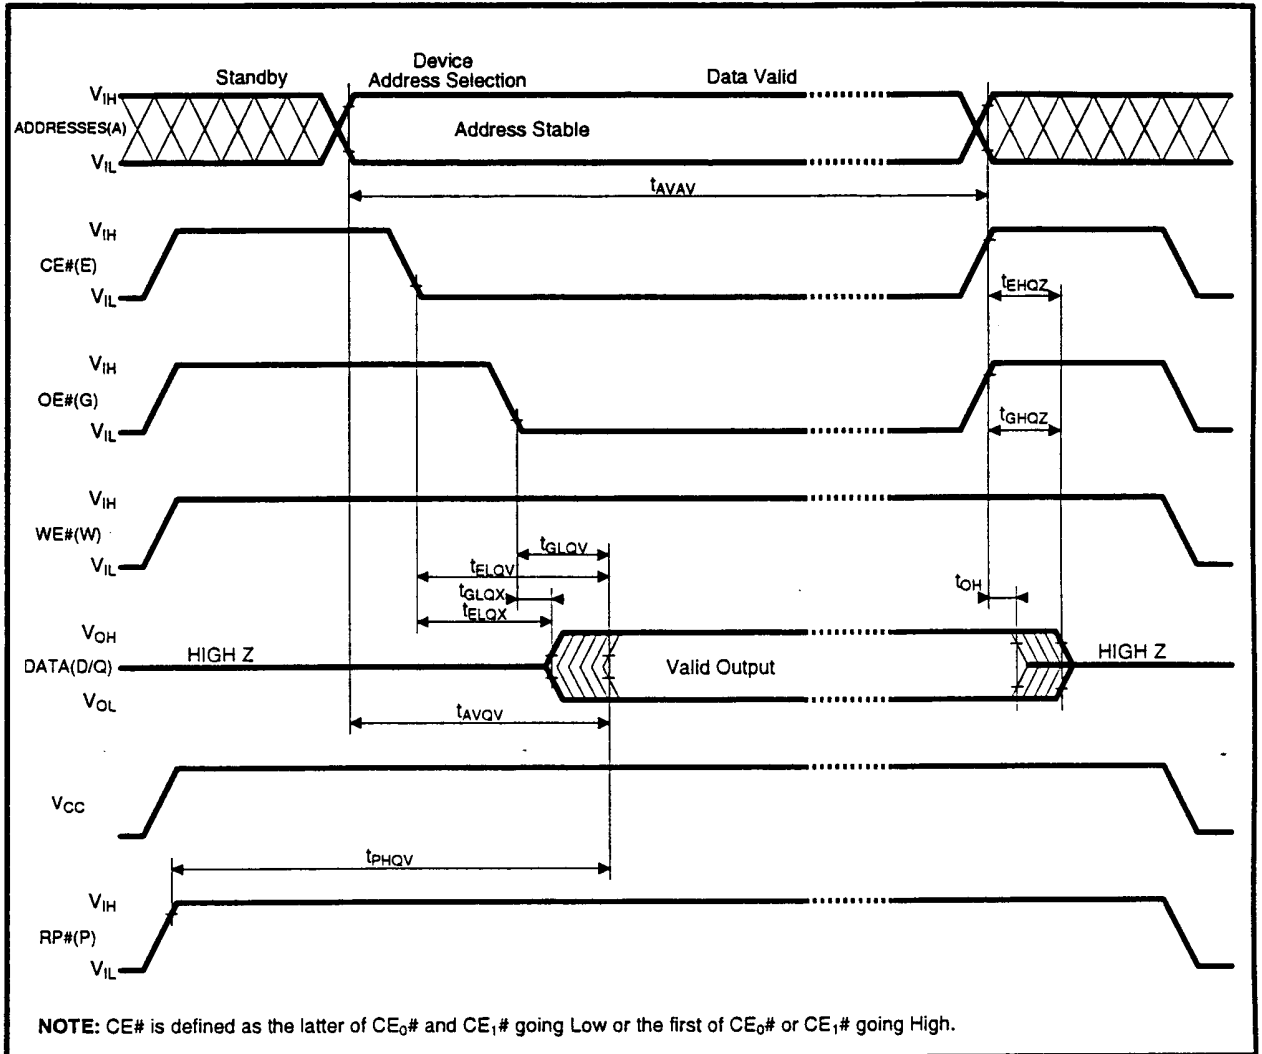 Device
Standby Address Selection Data Valid
VIH
ADDRESSES(A) Address Stable
VIL
tAVAV
VIH
CE#(E)
tEHQZ
VIL
VIH
OE#(G)
tGHQZ
VIL
VIH
WE#(W)
tGLQV
VIL
tELQV
tGLQX
tOH
tELQX
VOH
HIGH Z HIGH Z
DATA(D/Q) Valid Output
VOL
tAVQV
VCC
tPHQV
VIH
RP#(P)
VIL
NOTE: CE# is defined as the latter of CE0# and CE1# going Low or the first of CE0# or CE1# going High.